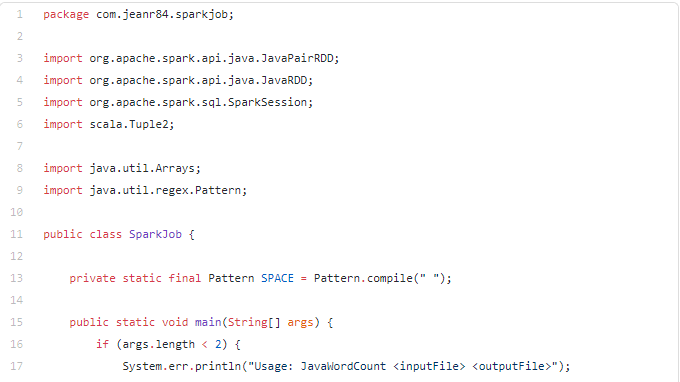 1 package com.jeanr84.sparkjob;
2
3 import org.apache.spark.api.java.JavaPairRDD;
4 import org.apache.spark.api.java.JavaRDD;
5 import org.apache.spark.sql.SparkSession;
6 import scala.Tuple2;
7
8 import java.util.Arrays;
9 import java.util.regex.Pattern;
10
11 public class SparkJob {
12
13     private static final Pattern SPACE = Pattern.compile(" ");
14
15     public static void main(String[] args) {
16         if (args.length < 2) {
17             System.err.println("Usage: JavaWordCount <inputFile> <outputFile>");